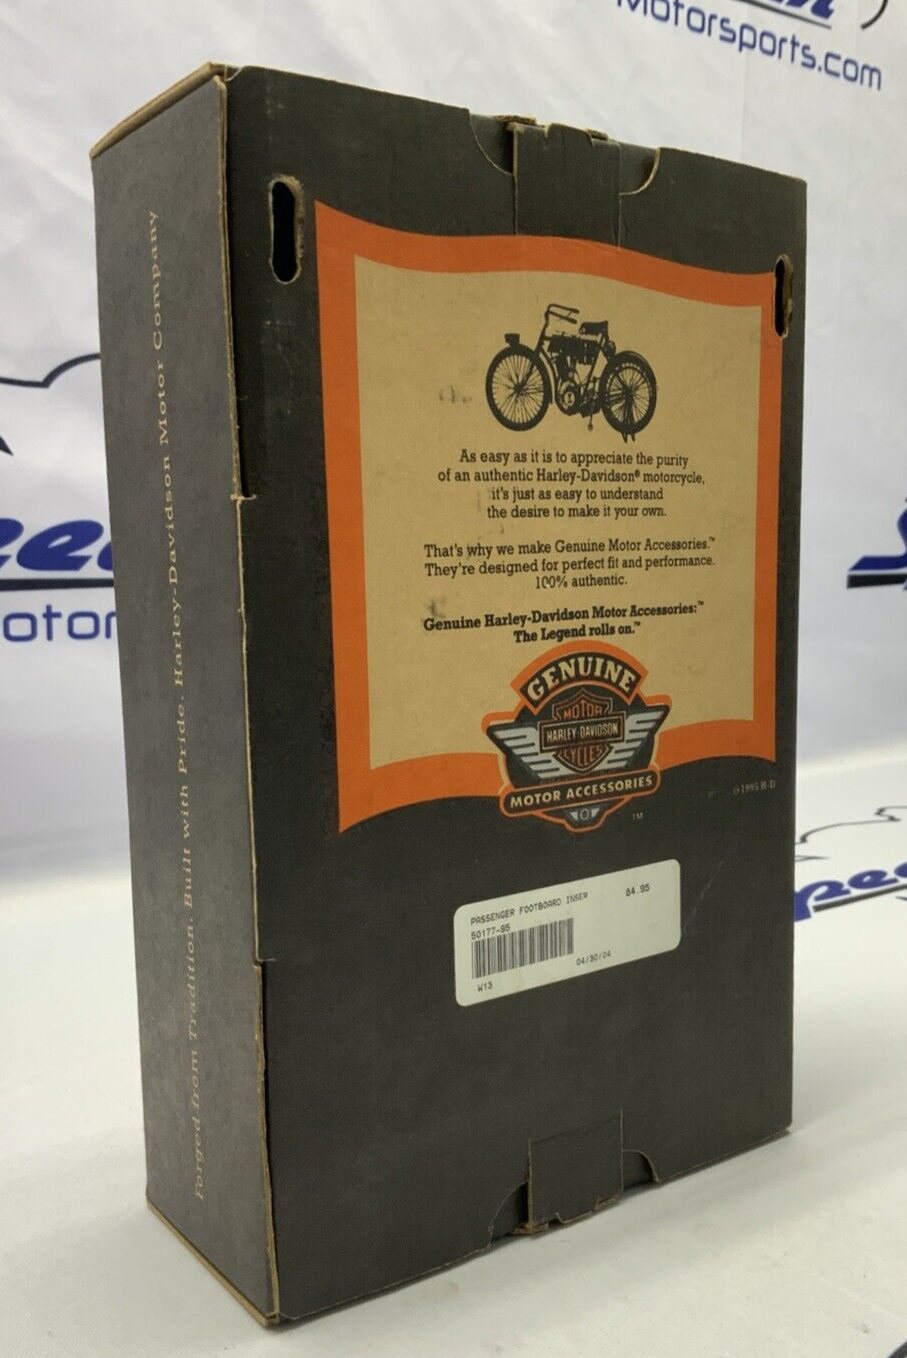 Motorsports.com
Forged from Tradition. Built with Pride. Harley-Davidson Motor Company
As easy as it is to appreciate the purity
of an authentic Harley-Davidson® motorcycle,
it's just as easy to understand
the desire to make it your own.
That's why we make Genuine Motor Accessories.™
They're designed for perfect fit and performance.
100% authentic.
Genuine Harley-Davidson Motor Accessories:™
The Legend rolls on.™
GENUINE
MOTOR
HARLEY-DAVIDSON
CYCLES
MOTOR ACCESSORIES
TM
© 1995 H-D
PASSENGER FOOTBOARD INSER 84.95
50177-95
04/30/04
W13